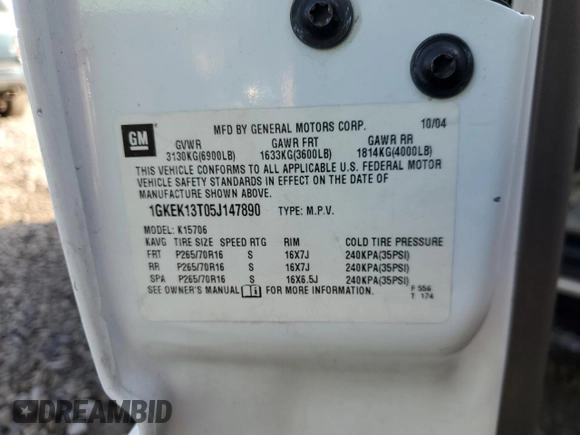 GM
MFD BY GENERAL MOTORS CORP. 10/04
GVWR GAWR FRT GAWR RR
3130KG(6900LB) 1633KG(3600LB) 1814KG(4000LB)
THIS VEHICLE CONFORMS TO ALL APPLICABLE U.S. FEDERAL MOTOR
VEHICLE SAFETY STANDARDS IN EFFECT ON THE DATE OF
MANUFACTURE SHOWN ABOVE.
1GKEK13T05J147890 TYPE: M.P.V.
MODEL: K15706
KAVG TIRE SIZE SPEED RTG RIM COLD TIRE PRESSURE
FRT P265/70R16 S 16X7J 240KPA(35PSI)
RR P265/70R16 S 16X7J 240KPA(35PSI)
SPA P265/70R16 S 16X6.5J 240KPA(35PSI)
SEE OWNER'S MANUAL FOR MORE INFORMATION.
F 556
T 174
DREAMBID